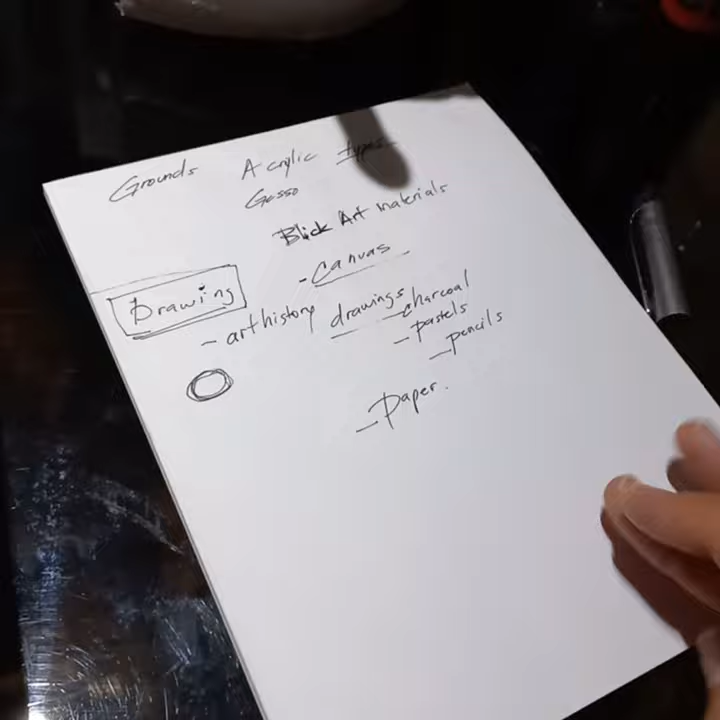 Grounds Acrylic types
Gesso
Blick Art materials
- Canvas -
Drawing
- art history drawings - charcoal
- pastels
- pencils
- Paper.